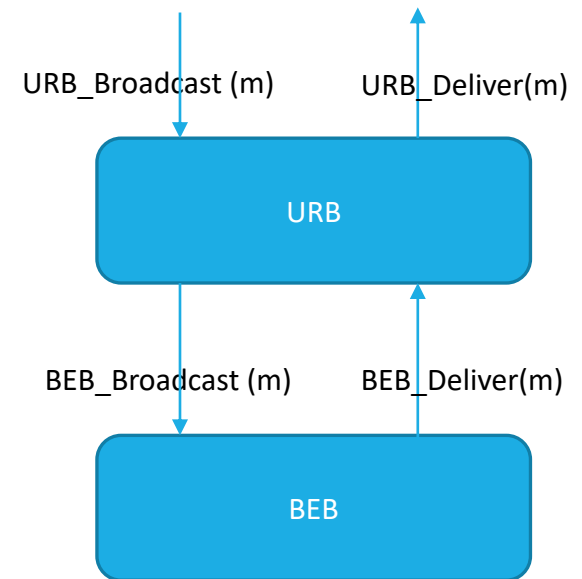 URB_Broadcast (m) URB_Deliver(m)
URB
BEB_Broadcast (m) BEB_Deliver(m)
BEB